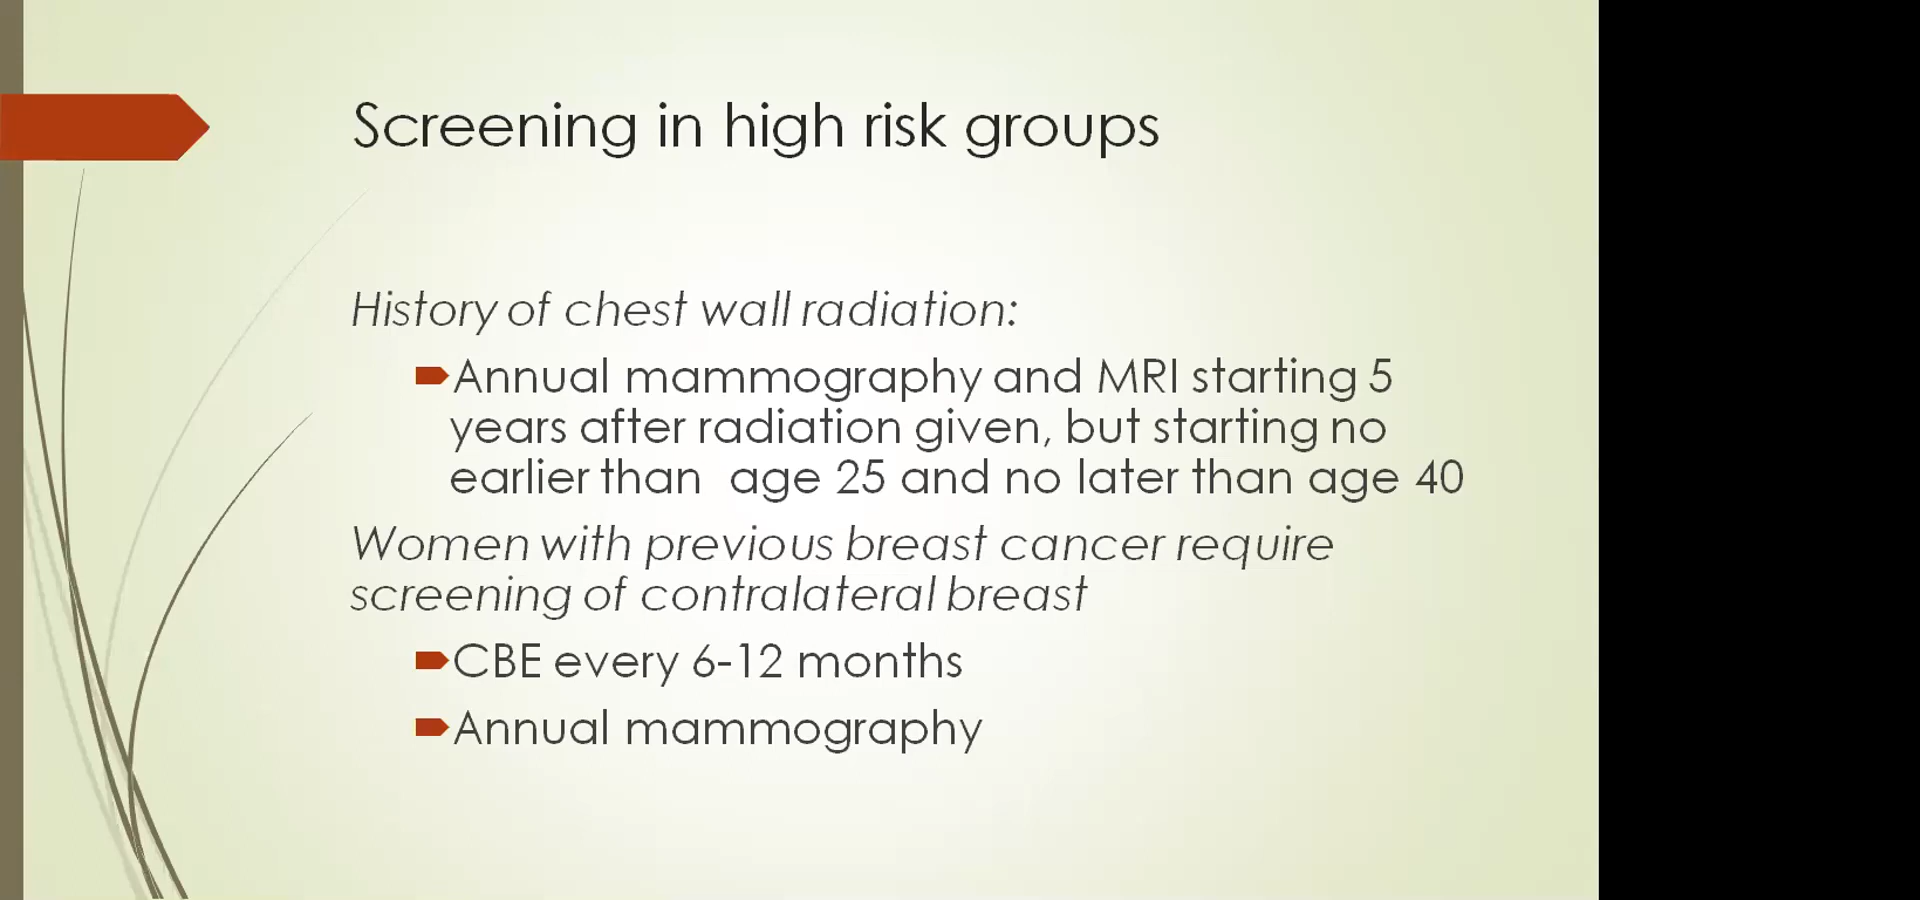 Screening in high risk groups
History of chest wall radiation:
Annual mammography and MRI starting 5
years after radiation given, but starting no
earlier than age 25 and no later than age 40
Women with previous breast cancer require
screening of contralateral breast
CBE every 6-12 months
Annual mammography